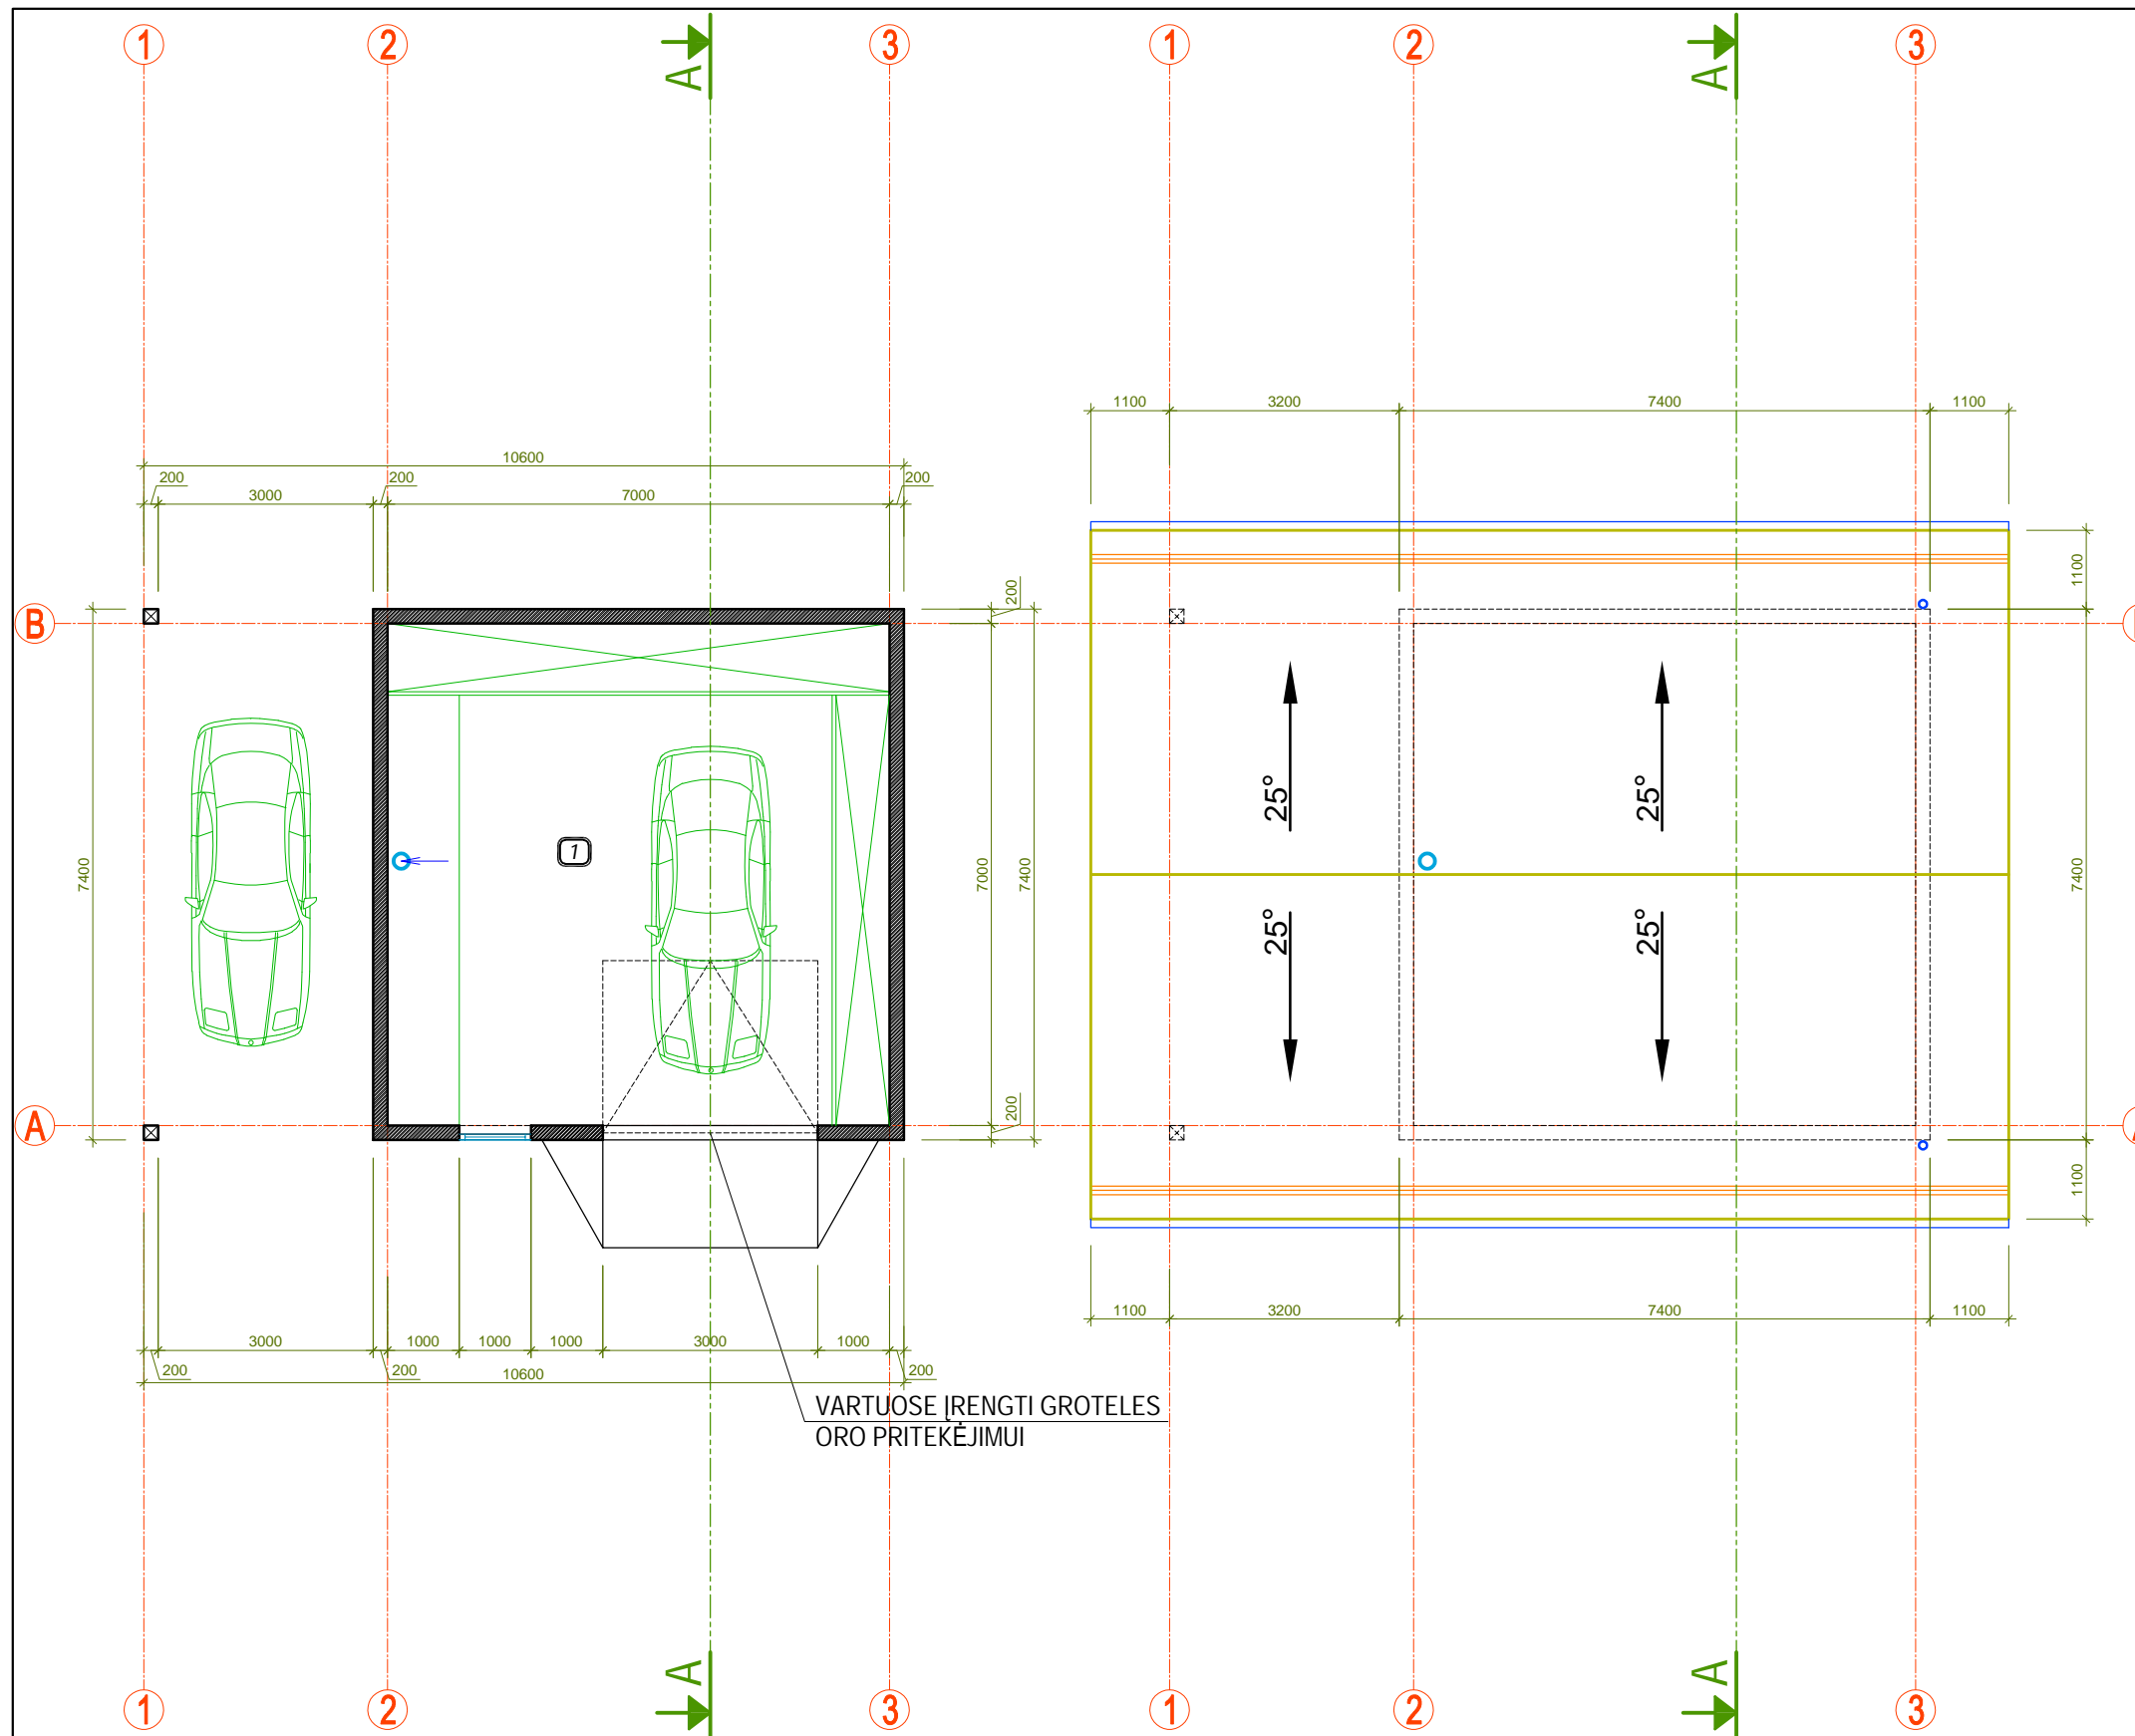 1 2 A 3 1 2 A 3
1100 3200 7400 1100
10600
200 200 200
3000 7000
1100
200
B
25° 25°
1
7400 7000 7400 7400
25° 25°
200
A
1100
1100 3200 7400 1100
3000 1000 1000 1000 3000 1000
200 200 10600 200
VARTUOSE ĮRENGTI GROTELES
ORO PRITEKĖJIMUI
A A
1 2 3 1 2 3